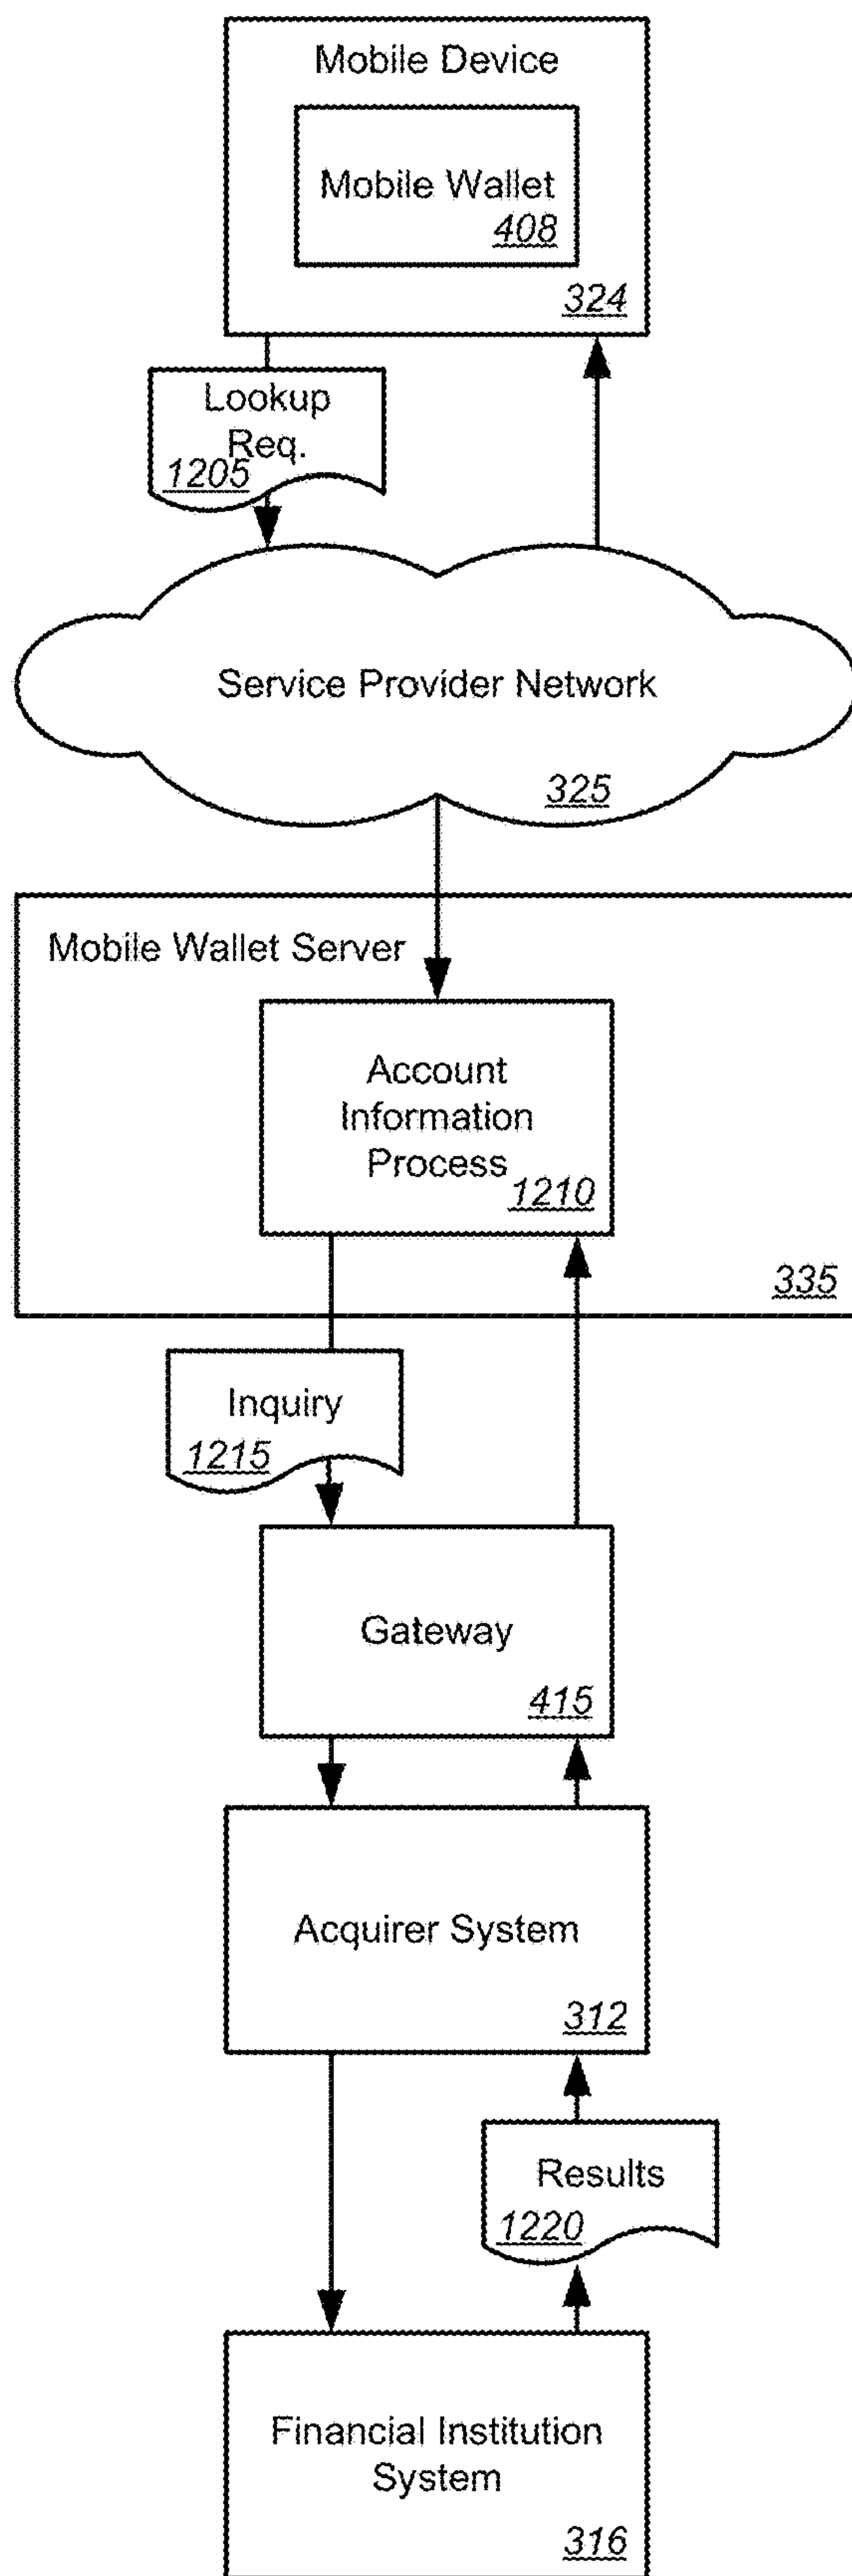 Mobile Device
Mobile Wallet
408
324
Lookup
Req.
1205
Service Provider Network
325
Mobile Wallet Server
Account
Information
Process
1210
335
Inquiry
1215
Gateway
415
Acquirer System
312
Results
1220
Financial Institution
System
316